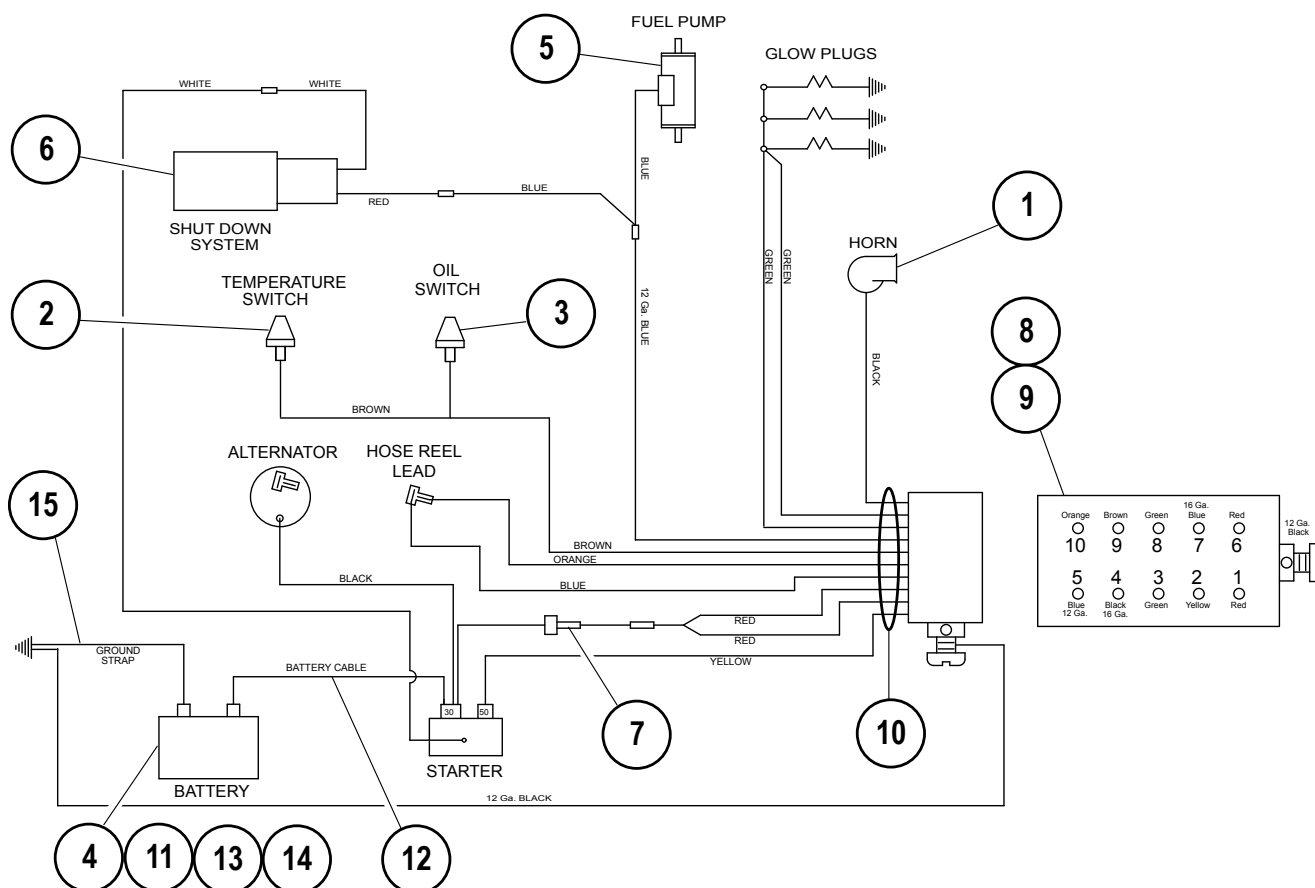 FUEL PUMP
5
GLOW PLUGS
WHITE
WHITE
6
BLUE
RED
BLUE
SHUT DOWN
SYSTEM
1
HORN
GREEN
GREEN
TEMPERATURE
SWITCH
OIL
SWITCH
2
3
12 Ga. BLUE
BLACK
8
9
BROWN
ALTERNATOR
HOSE REEL
LEAD
15
BROWN
ORANGE
BLUE
BLACK
RED
RED
YELLOW
GROUND
STRAP
BATTERY CABLE
30
50
7
10
STARTER
BATTERY
12 Ga. BLACK
4
11
13
14
12
Orange
Brown
Green
16 Ga.
Blue
Red
12 Ga.
Black
10
9
8
7
6
5
4
3
2
1
Blue
12 Ga.
Black
16 Ga.
Green
Yellow
Red